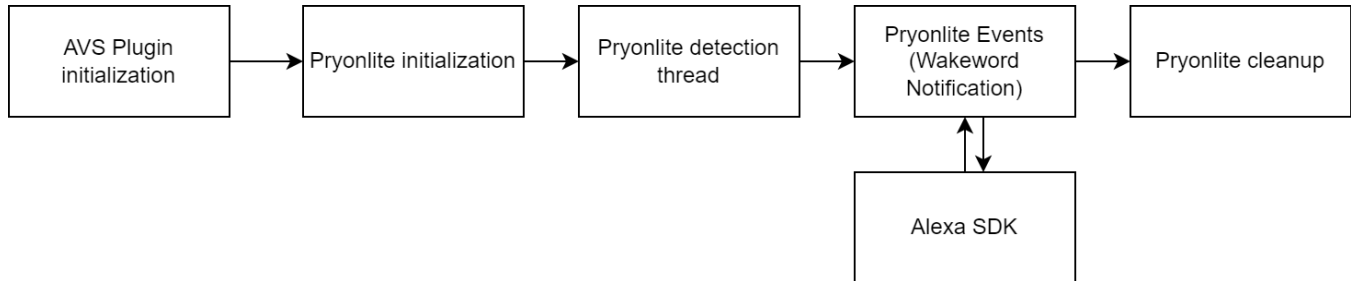 AVS Plugin
initialization
Pryonlite initialization
Pryonlite detection
thread
Pryonlite Events
(Wakeword
Notification)
Pryonlite cleanup
Alexa SDK